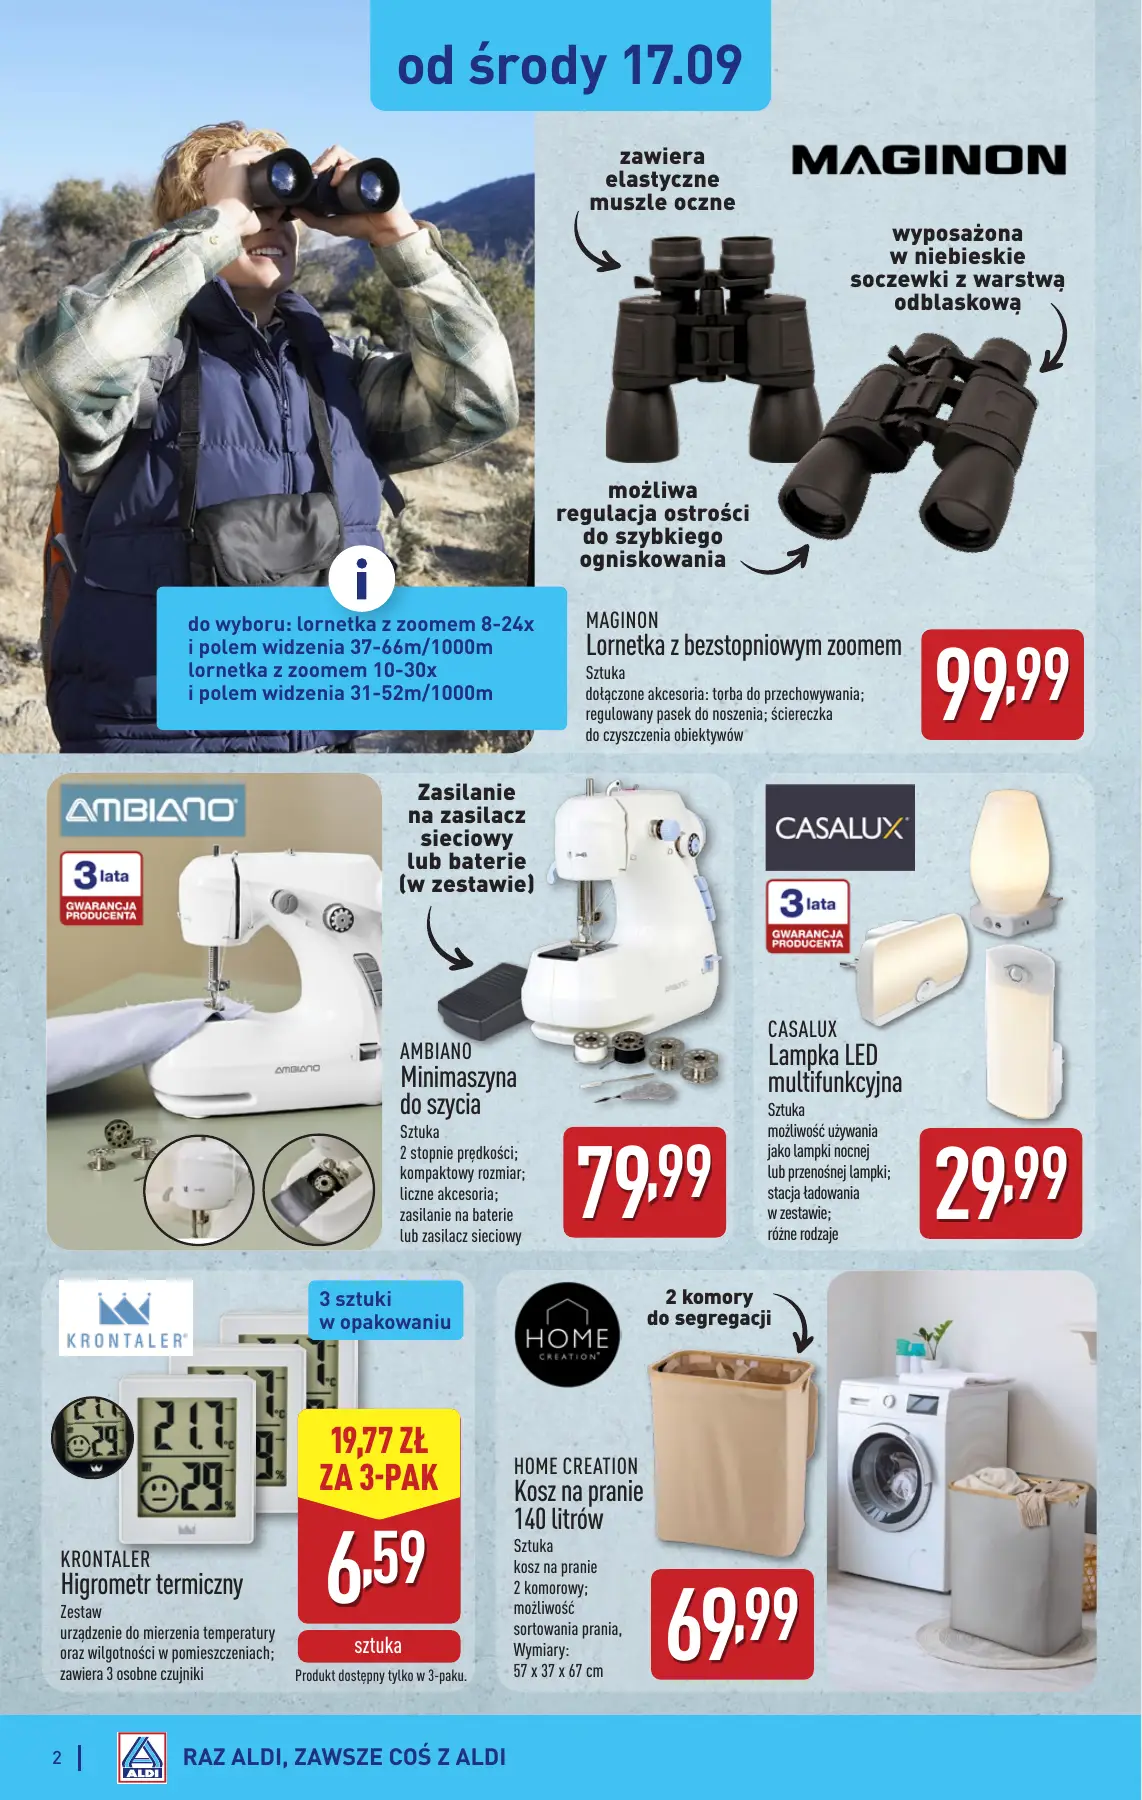 od środy 17.09
zawiera
elastyczne
muszle oczne
MAGINON
wyposażona
w niebieskie
soczewki z warstwą
odblaskową
możliwa
regulacja ostrości
do szybkiego
ogniskowania
i
do wyboru: lornetka z zoomem 8-24x
i polem widzenia 37-66m/1000m
lornetka z zoomem 10-30x
i polem widzenia 31-52m/1000m
MAGINON
Lornetka z bezstopniowym zoomem
Sztuka
dołączone akcesoria: torba do przechowywania;
regulowany pasek do noszenia; ściereczka
do czyszczenia obiektywów
99,99
AMBIANO
3 lata
GWARANCJA
PRODUCENTA
AMBIANO
Zasilanie
na zasilacz
sieciowy
lub baterie
(w zestawie)
AMBIANO
AMBIANO
Minimaszyna
do szycia
Sztuka
2 stopnie prędkości;
kompaktowy rozmiar;
liczne akcesoria;
zasilanie na baterie
lub zasilacz sieciowy
79,99
CASALUX
3 lata
GWARANCJA
PRODUCENTA
CASALUX
Lampka LED
multifunkcyjna
Sztuka
możliwość używania
jako lampki nocnej
lub przenośnej lampki;
stacja ładowania
w zestawie;
różne rodzaje
29,99
KRONTALER®
3 sztuki
w opakowaniu
21.7 °C
29 %
29%
19,77 ZŁ
ZA 3-PAK
6,59
sztuka
Produkt dostępny tylko w 3-paku.
KRONTALER
Higrometr termiczny
Zestaw
urządzenie do mierzenia temperatury
oraz wilgotności w pomieszczeniach;
zawiera 3 osobne czujniki
HOME
CREATION
2 komory
do segregacji
HOME CREATION
Kosz na pranie
140 litrów
Sztuka
kosz na pranie
2 komorowy;
możliwość
sortowania prania,
Wymiary:
57 x 37 x 67 cm
69,99
2
ALDI
RAZ ALDI, ZAWSZE COŚ Z ALDI